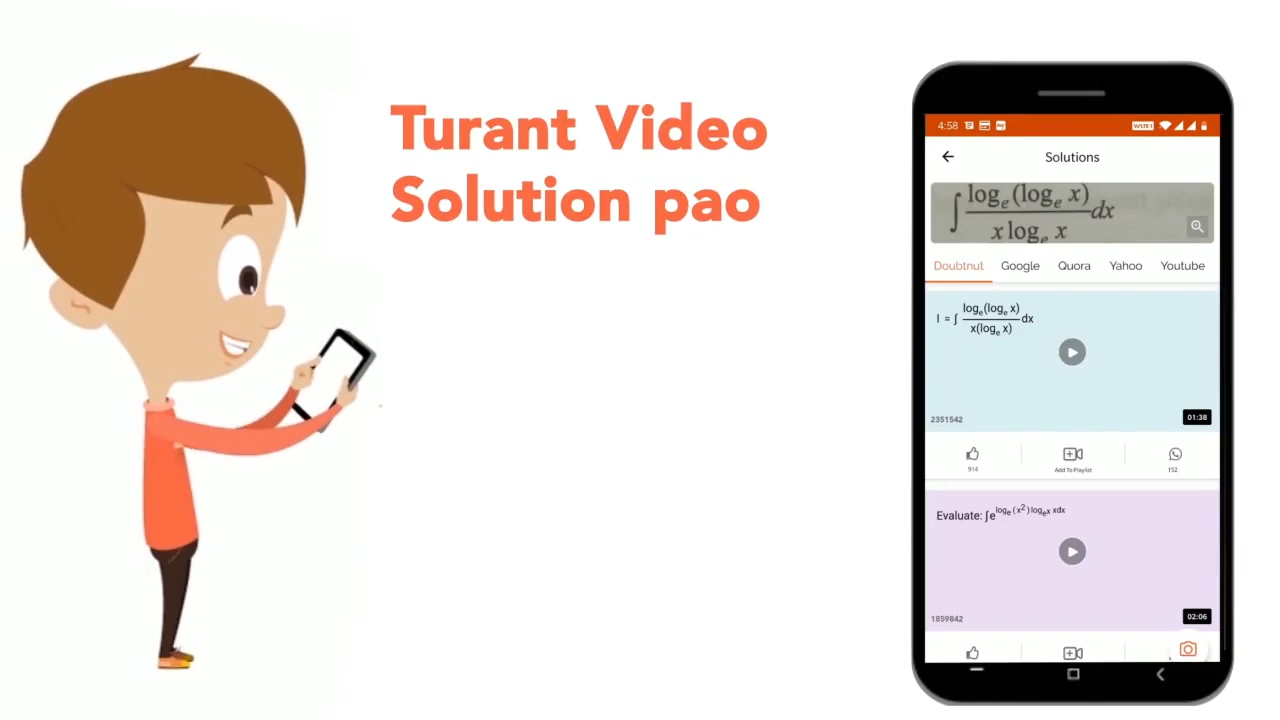 Turant Video
Solution pao
4:58
Solutions
∫ logₑ(logₑ x) / x logₑ x dx
Doubtnut Google Quora Yahoo Youtube
I = ∫ logₑ(logₑ x) / x(logₑ x) dx
2351542 01:38
914 Add To Playlist 152
Evaluate: ∫e^logₑ(x²)logₑx xdx
1859842 02:06